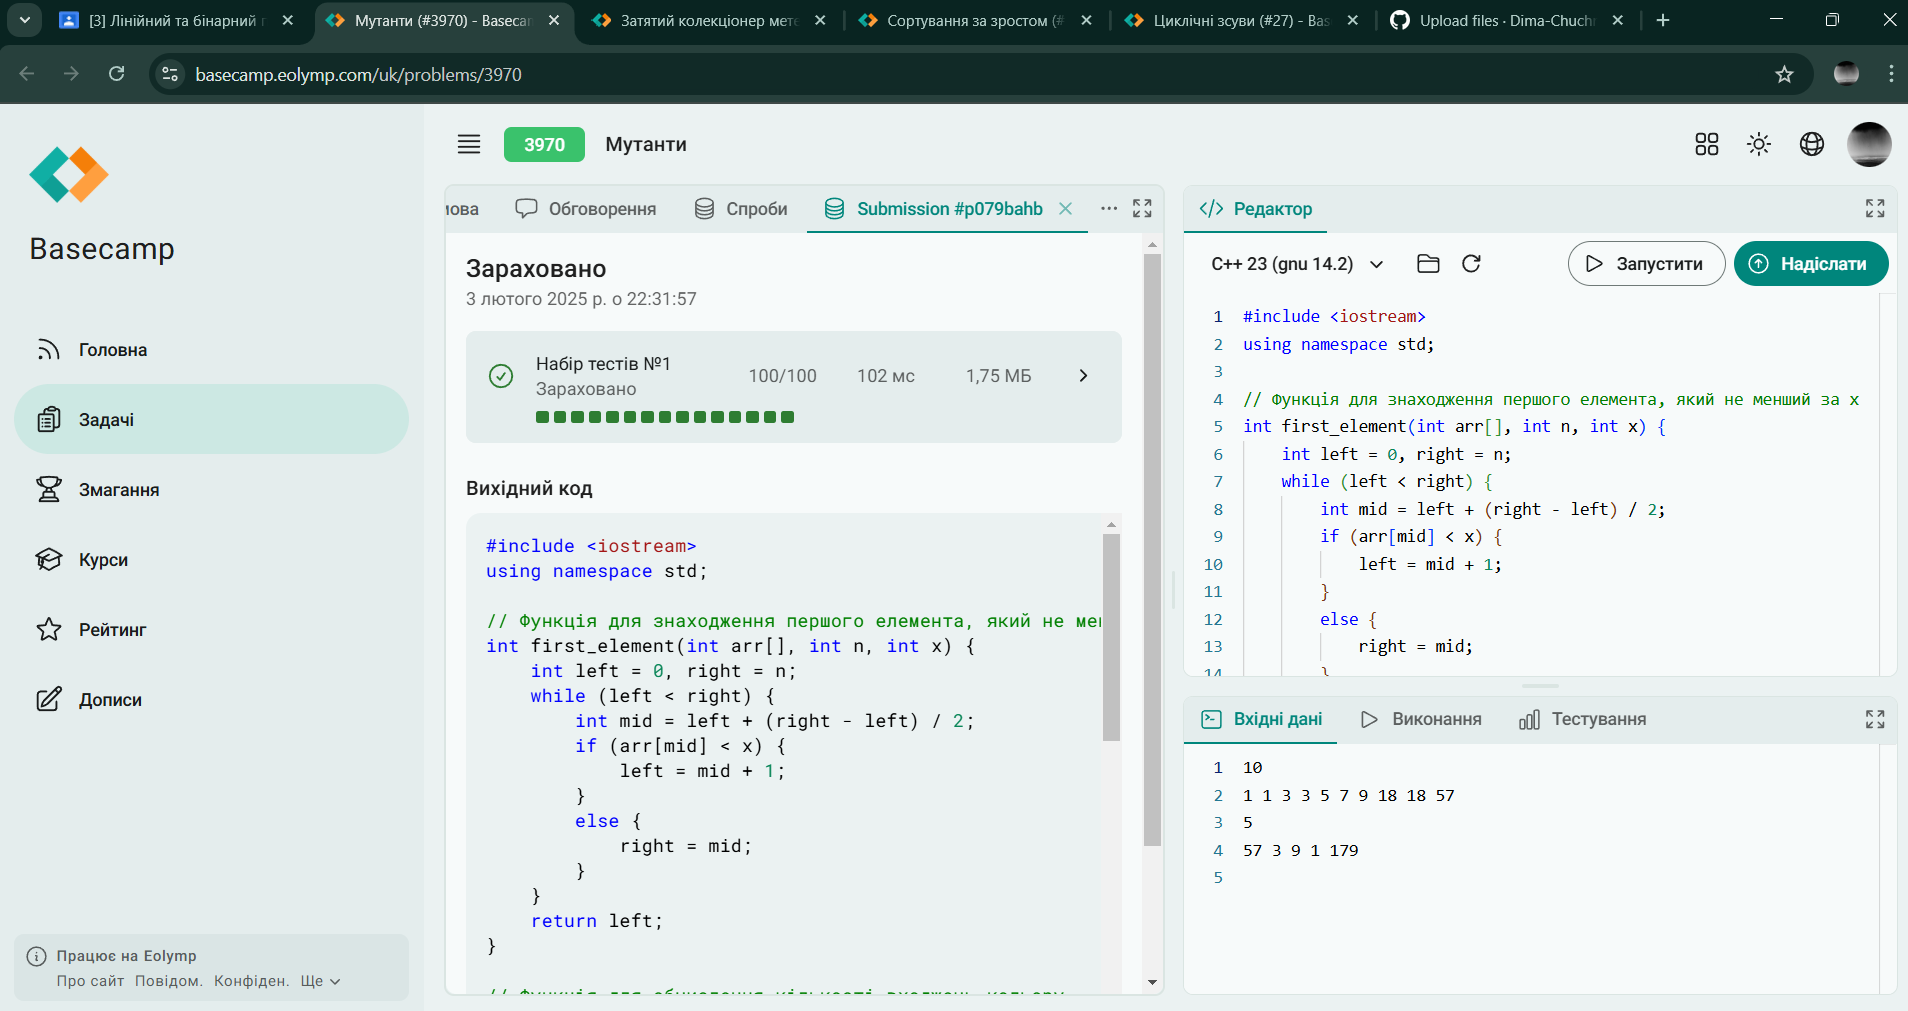 [3] Лінійний та бінарний
Мутанти (#3970) - Basecam
Затятий колекціонер мете
Сортування за зростом (#
Циклічні зсуви (#27) - Bas
Upload files · Dima-Chuch
basecamp.eolymp.com/uk/problems/3970
3970
Мутанти
Basecamp
Головна
Задачі
Змагання
Курси
Рейтинг
Дописи
Працює на Eolymp
Про сайт Повідом. Конфіден. Ще
мова
Обговорення
Спроби
Submission #p079bahb
Зараховано
3 лютого 2025 р. о 22:31:57
Набір тестів №1
Зараховано
100/100
102 мс
1,75 МБ
Вихідний код
#include <iostream>
using namespace std;
// Функція для знаходження першого елемента, який не мен
int first_element(int arr[], int n, int x) {
int left = 0, right = n;
while (left < right) {
int mid = left + (right - left) / 2;
if (arr[mid] < x) {
left = mid + 1;
}
else {
right = mid;
}
}
return left;
}
// Функція для обчислення кількості входжень кольору
Редактор
C++ 23 (gnu 14.2)
Запустити
Надіслати
1 #include <iostream>
2 using namespace std;
3
4 // Функція для знаходження першого елемента, який не менший за x
5 int first_element(int arr[], int n, int x) {
6 int left = 0, right = n;
7 while (left < right) {
8 int mid = left + (right - left) / 2;
9 if (arr[mid] < x) {
10 left = mid + 1;
11 }
12 else {
13 right = mid;
14 }
Вхідні дані
Виконання
Тестування
1 10
2 1 1 3 3 5 7 9 18 18 57
3 5
4 57 3 9 1 179
5